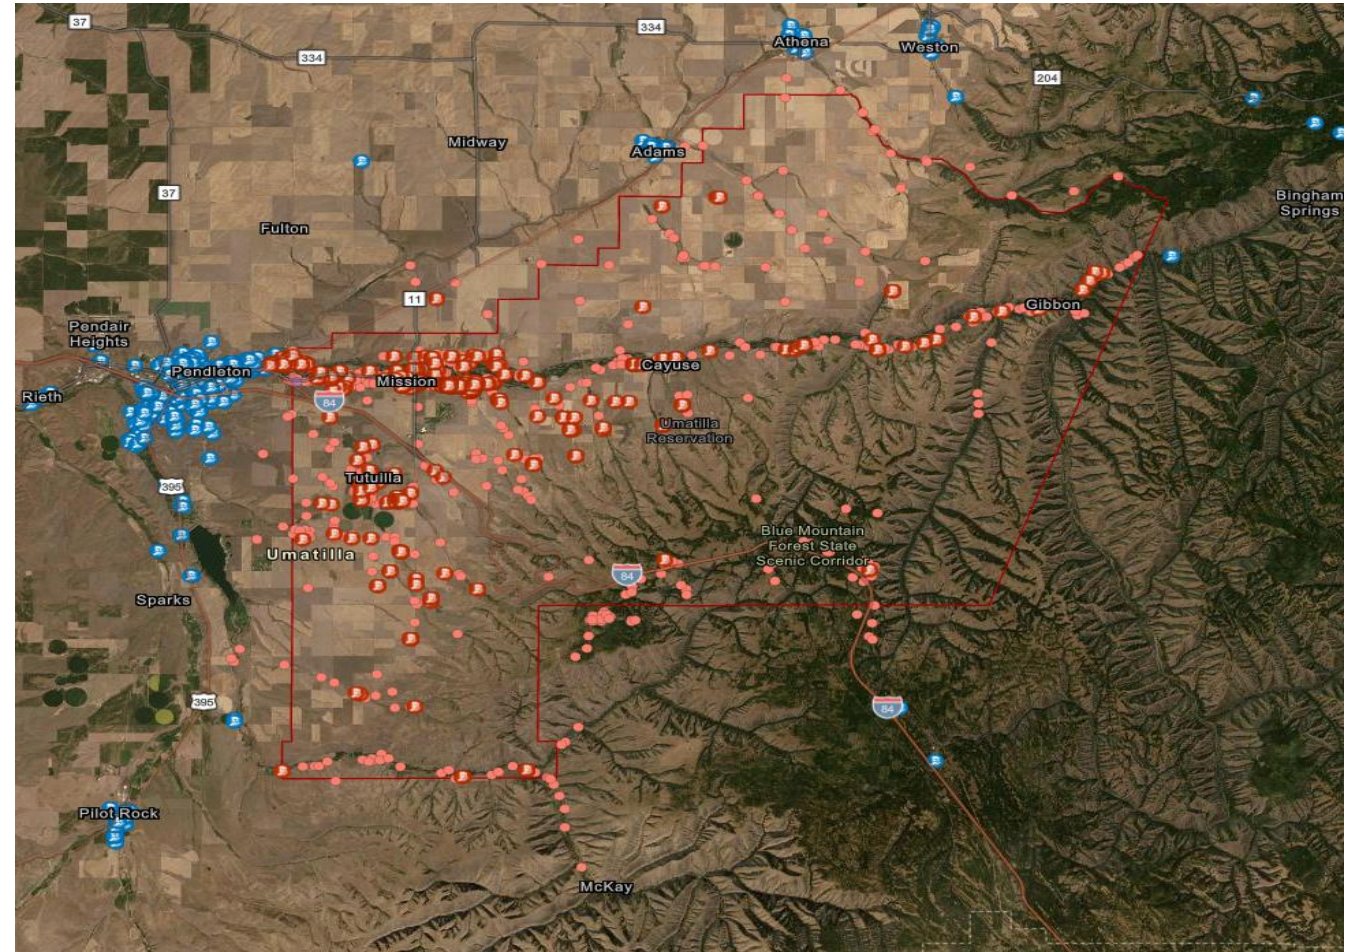 37
334
334
Athena
Weston
204
Midway
Adams
37
Bingham
Springs
Fulton
11
Gibbon
Pendair
Heights
Pendleton
Mission
Cayuse
Rieth
84
Umatilla
Reservation
Tutuilla
395
Blue Mountain
Forest State
Scenic Corridor
Umatilla
84
Sparks
395
84
Pilot Rock
McKay